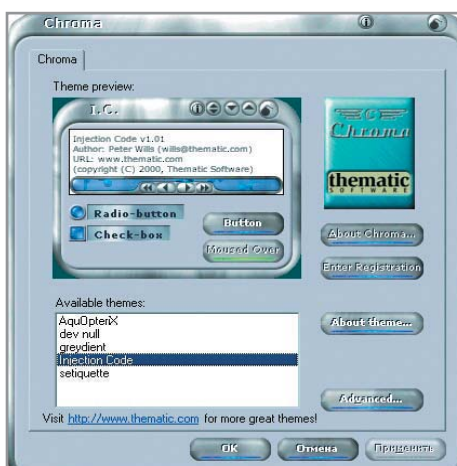 Chroma
Chroma
Theme preview:
I.C.
Injection Code v1.01
Author: Peter Wills (wills@thematic.com)
URL: www.thematic.com
(copyright (C) 2000, Thematic Software)
Radio-button
Button
Check-box
Moused Over
Chroma
thematic
SOFTWARE
About Chroma...
Enter Registration
Available themes:
AquOpteriX
dev null
greydient
Injection Code
setiquette
About theme...
Advanced...
Visit http://www.thematic.com for more great themes!
OK
Отмена
Применить